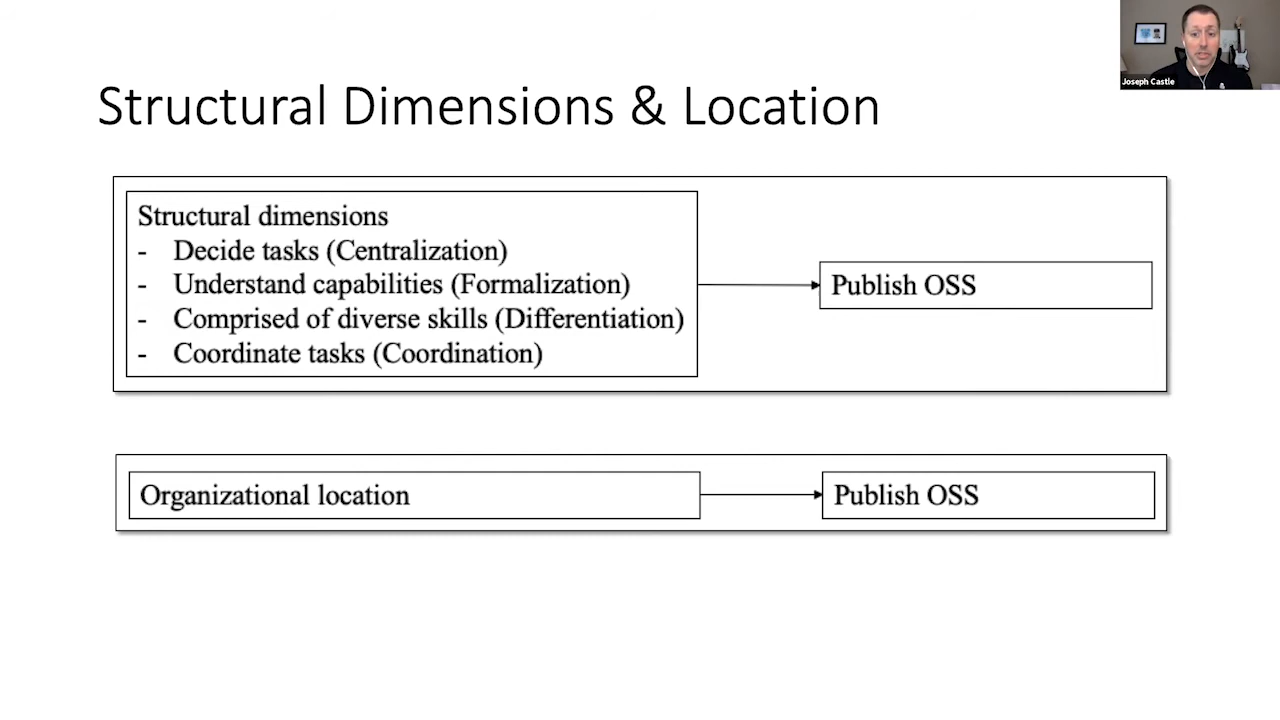 Joseph Castle
Structural Dimensions & Location
Structural dimensions
- Decide tasks (Centralization)
- Understand capabilities (Formalization)
- Comprised of diverse skills (Differentiation)
- Coordinate tasks (Coordination)
Publish OSS
Organizational location
Publish OSS